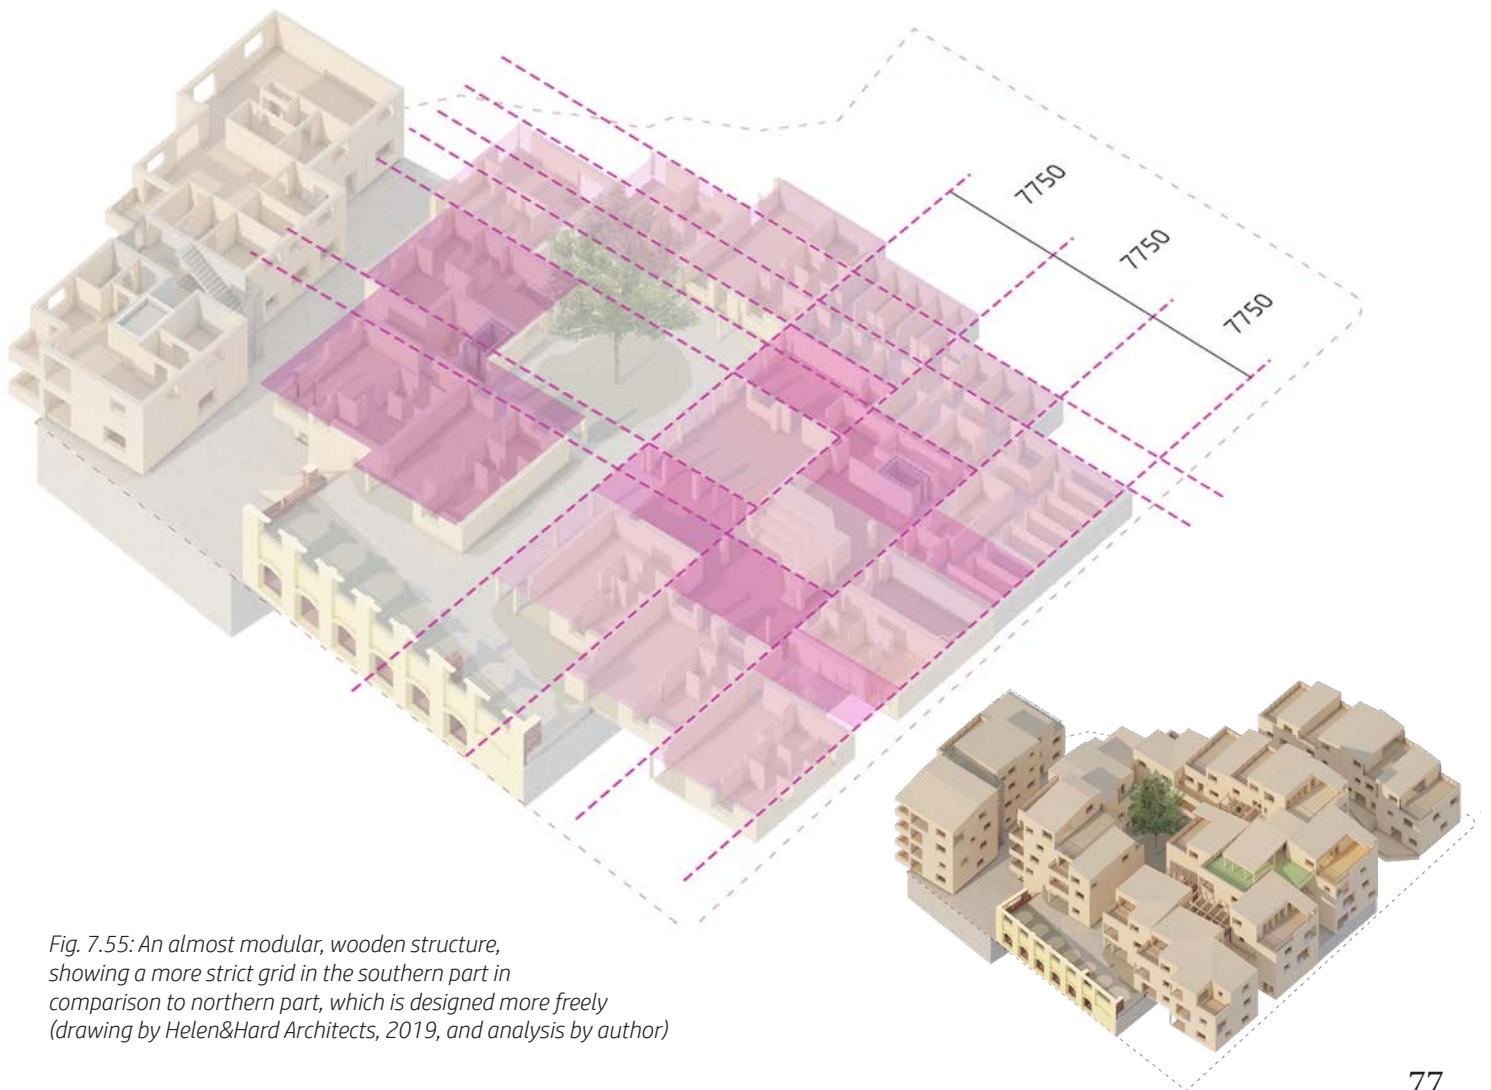 7750
7750
7750
Fig. 7.55: An almost modular, wooden structure,
showing a more strict grid in the southern part in
comparison to northern part, which is designed more freely
(drawing by Helen&Hard Architects, 2019, and analysis by author)
77